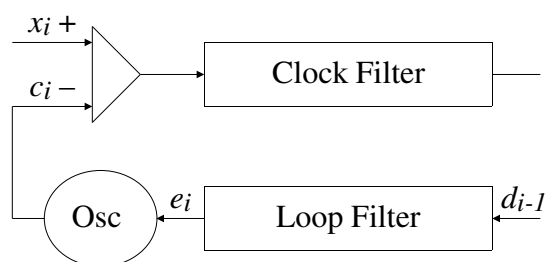 xi +
Clock Filter
ci −
Osc
ei
Loop Filter
di-1